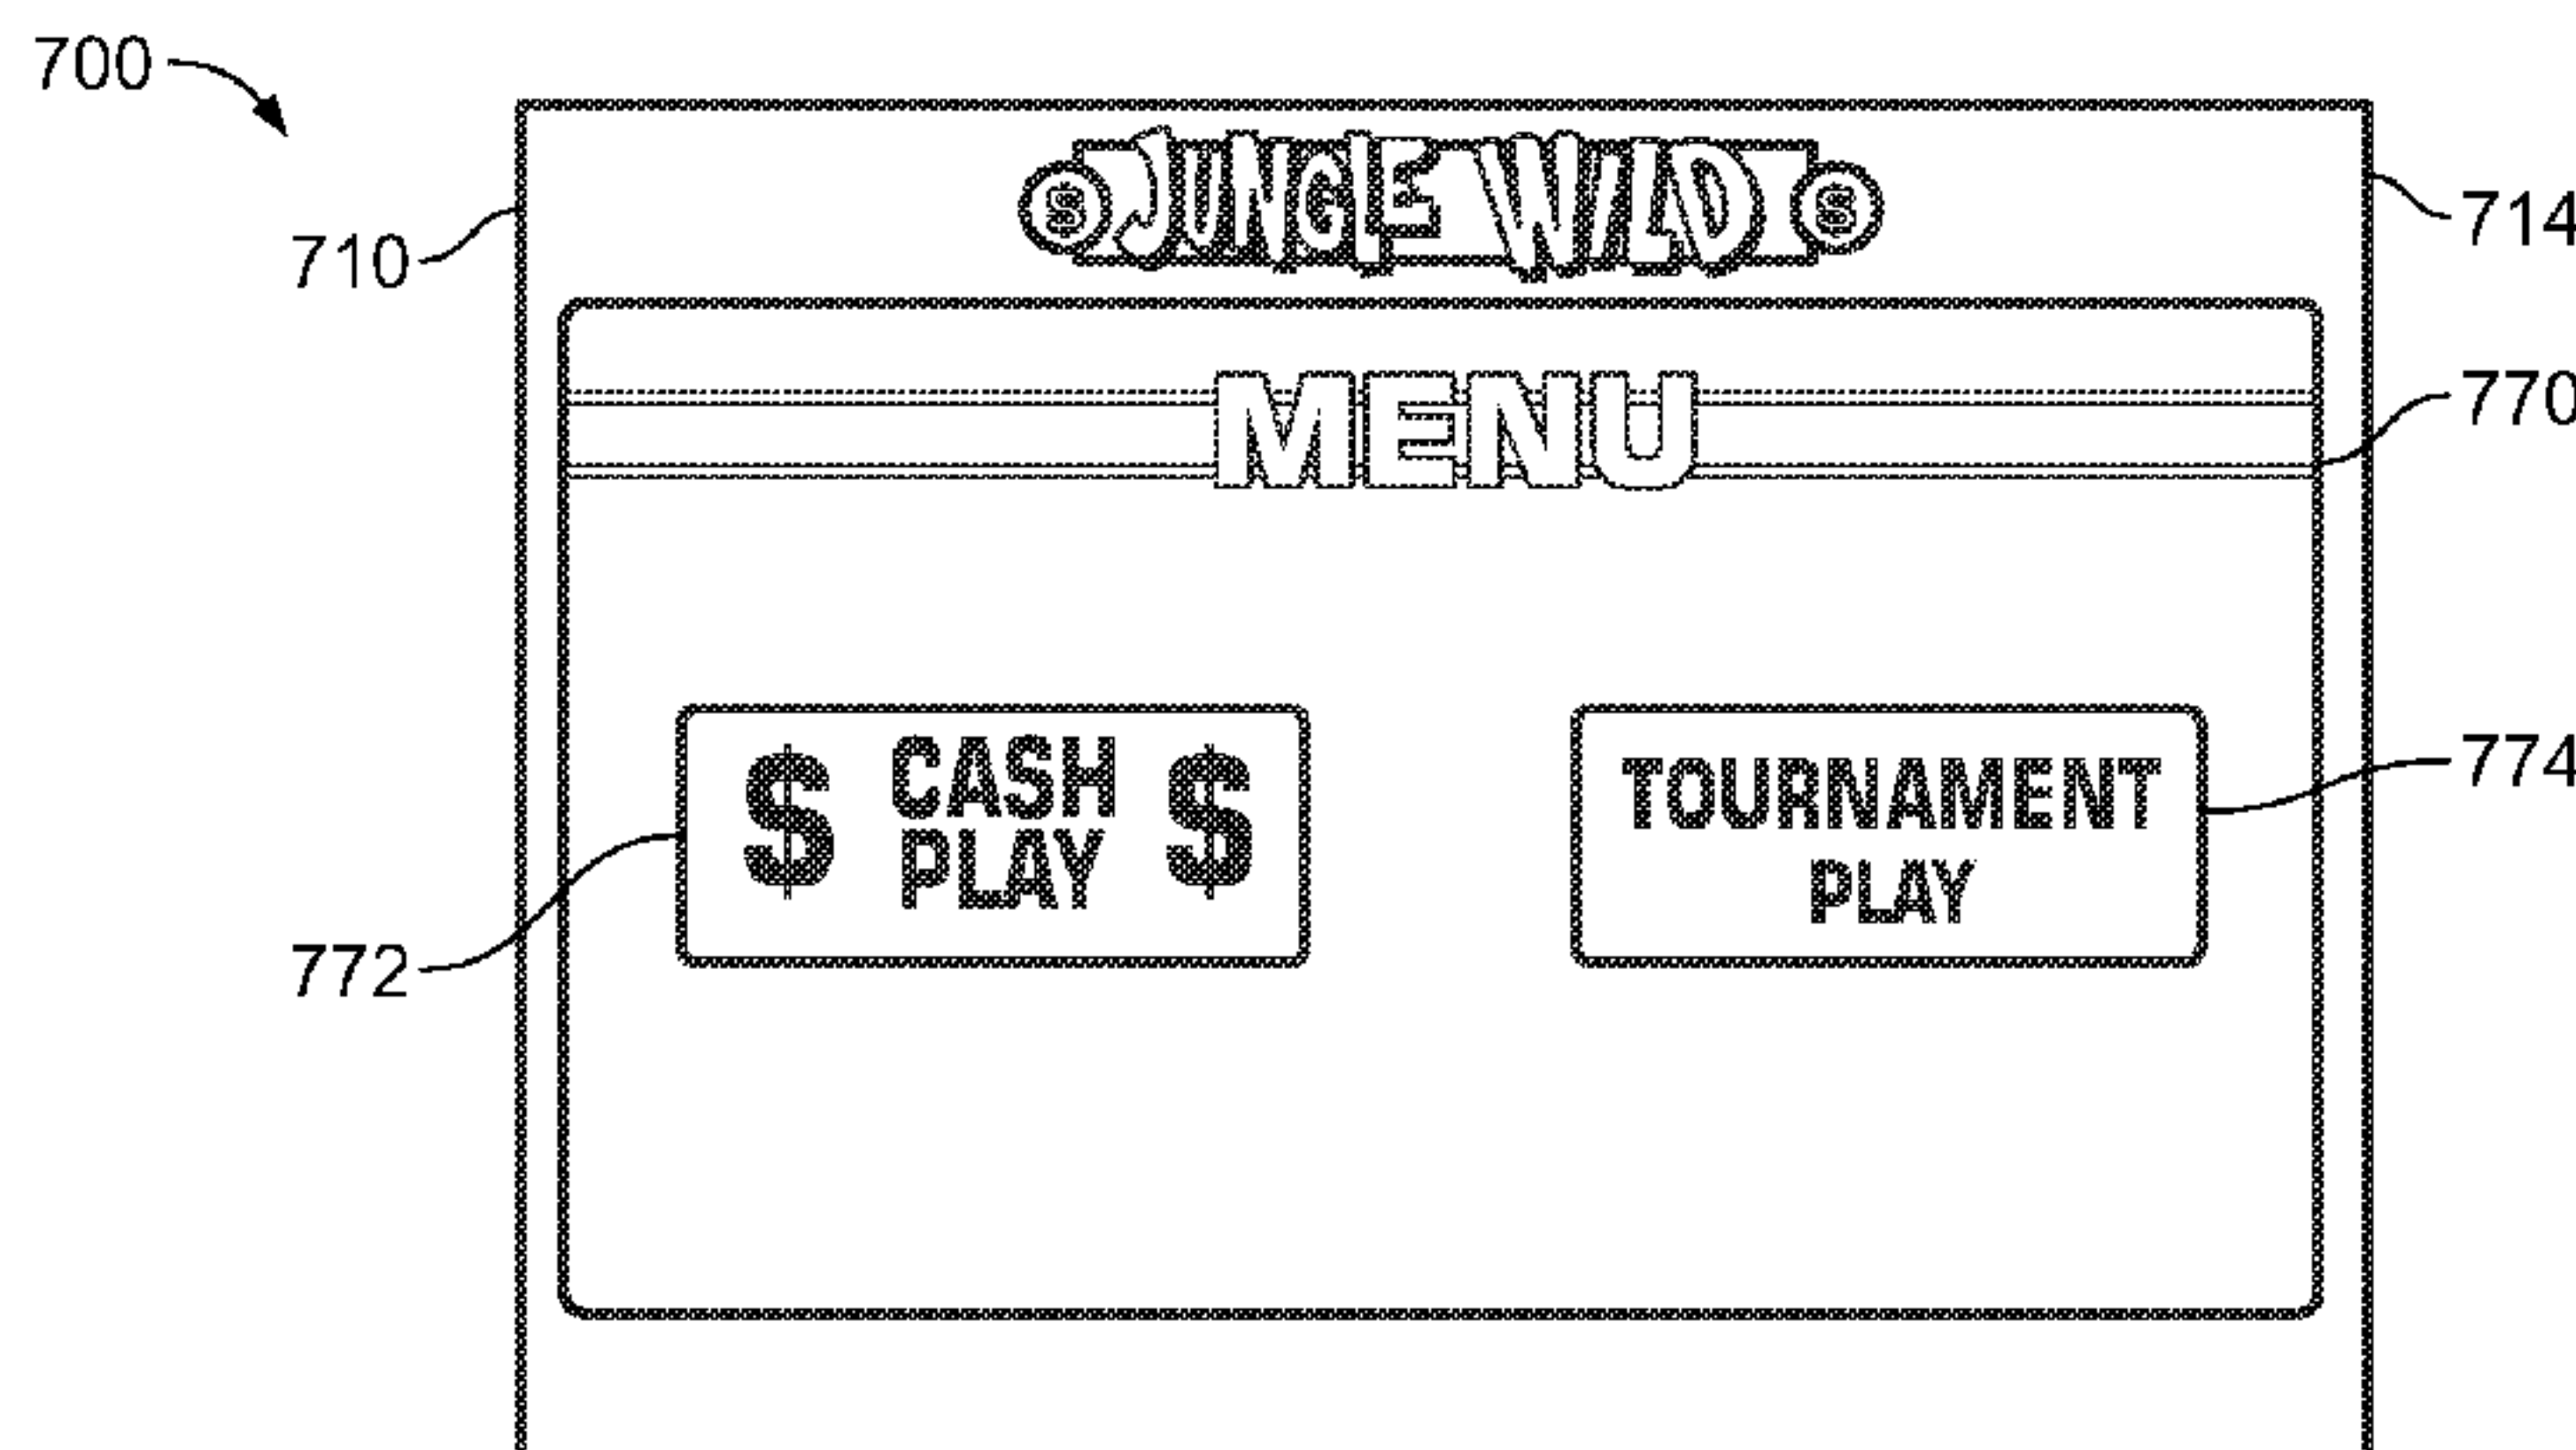 700
JUNGLE WILD
710
714
MENU
770
$ CASH PLAY $
TOURNAMENT
PLAY
774
772